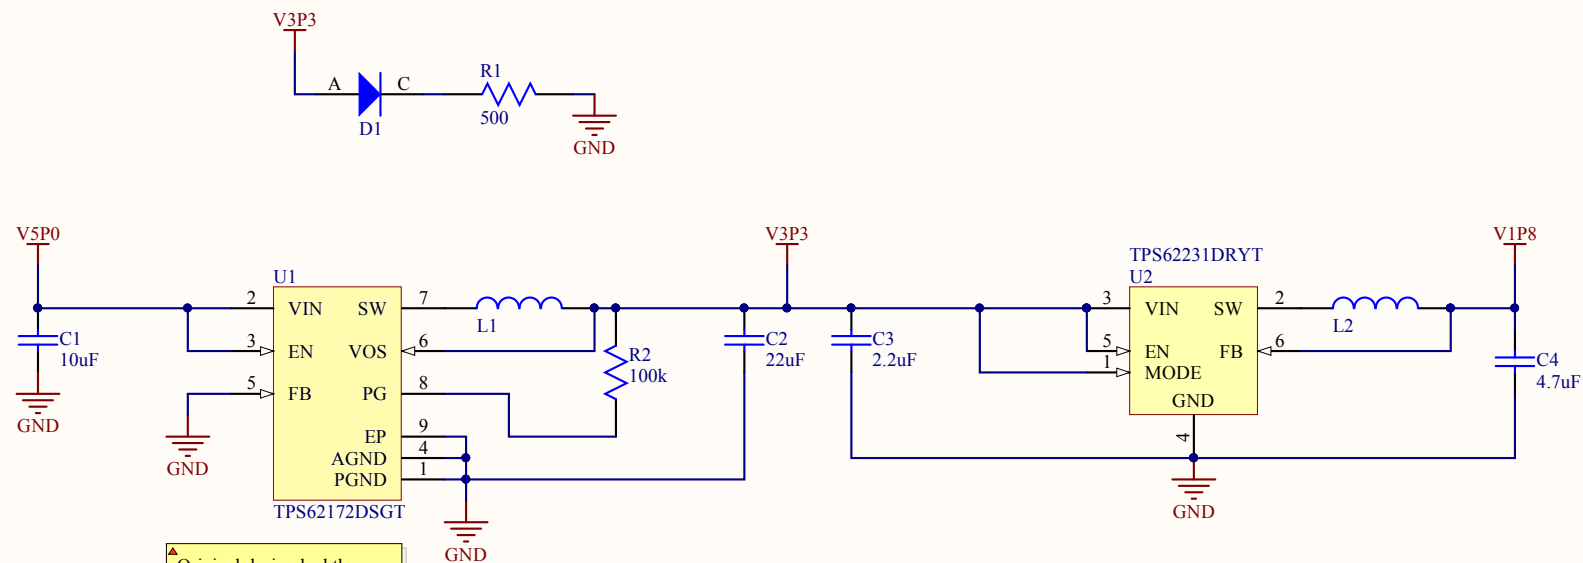 V3P3
A
C
D1
R1
500
GND
V5P0
C1
10uF
GND
GND
U1
2
3
5
VIN
EN
FB
SW
VOS
PG
EP
AGND
PGND
7
6
8
9
4
1
TPS62172DSGT
GND
L1
R2
100k
V3P3
C2
22uF
C3
2.2uF
TPS62231DRYT
U2
3
5
1
VIN
EN
MODE
GND
SW
FB
2
6
4
GND
L2
V1P8
C4
4.7uF